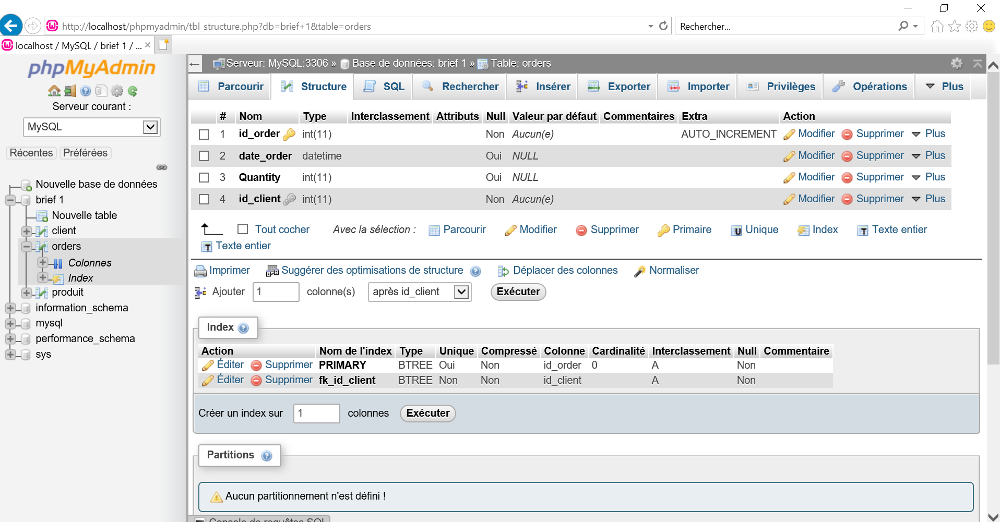 http://localhost/phpmyadmin/tbl_structure.php?db=brief+1&table=orders
Rechercher...
localhost / MySQL / brief 1 / ...
phpMyAdmin
Serveur courant :
MySQL
Récentes Préférées
Nouvelle base de données
brief 1
Nouvelle table
client
orders
Colonnes
Index
produit
information_schema
mysql
performance_schema
sys
Serveur: MySQL:3306 » Base de données: brief 1 » Table: orders
Parcourir Structure SQL Rechercher Insérer Exporter Importer Privilèges Opérations Plus
# Nom Type Interclassement Attributs Null Valeur par défaut Commentaires Extra Action
1 id_order int(11) Non Aucun(e) AUTO_INCREMENT Modifier Supprimer Plus
2 date_order datetime Oui NULL Modifier Supprimer Plus
3 Quantity int(11) Oui NULL Modifier Supprimer Plus
4 id_client int(11) Non Aucun(e) Modifier Supprimer Plus
Tout cocher Avec la sélection : Parcourir Modifier Supprimer Primaire Unique Index Texte entier
Texte entier
Imprimer Suggérer des optimisations de structure Déplacer des colonnes Normaliser
Ajouter 1 colonne(s) après id_client Exécuter
Index
Action Nom de l'index Type Unique Compressé Colonne Cardinalité Interclassement Null Commentaire
Éditer Supprimer PRIMARY BTREE Oui Non id_order 0 A Non
Éditer Supprimer fk_id_client BTREE Non Non id_client A Non
Créer un index sur 1 colonnes Exécuter
Partitions
Aucun partitionnement n'est défini !
Console de requêtes SQL